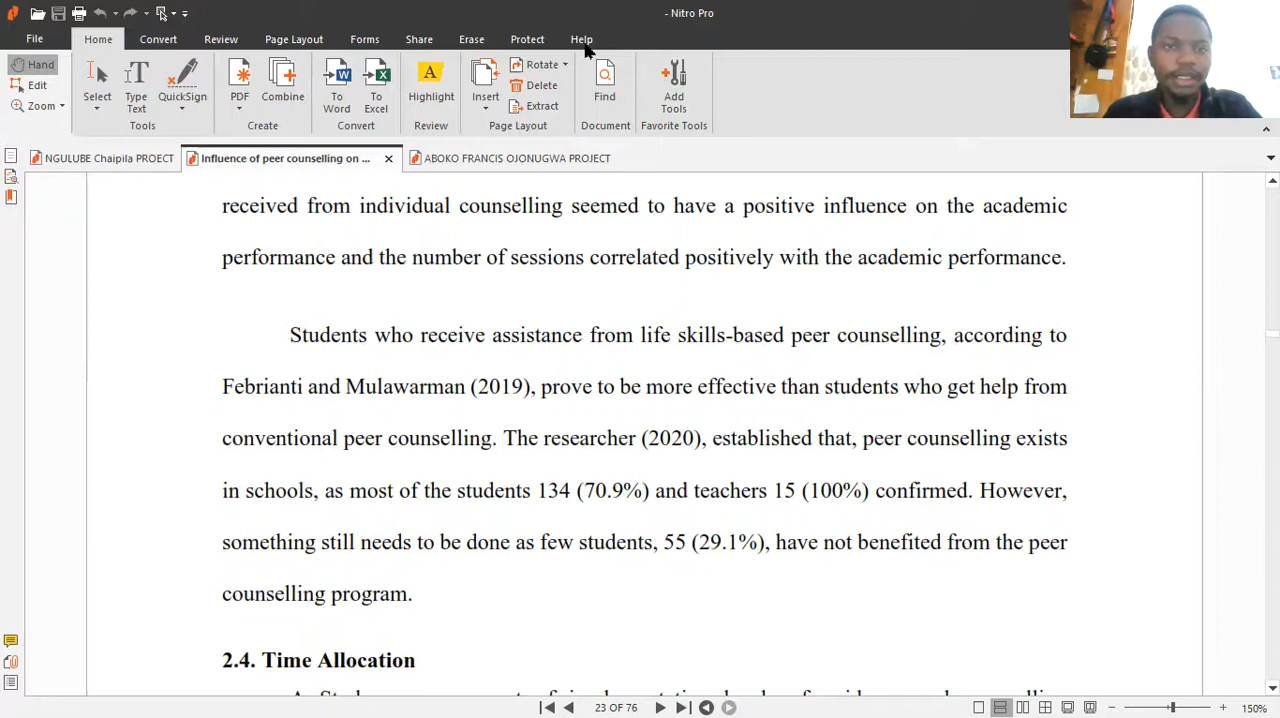 - Nitro Pro
File Home Convert Review Page Layout Forms Share Erase Protect Help
Hand
Edit
Zoom
Select
Type Text
QuickSign
Tools
PDF
Combine
Create
To Word
To Excel
Convert
Highlight
Review
Insert
Rotate
Delete
Extract
Page Layout
Find
Document
Add Tools
Favorite Tools
NGULUBE Chaipila PROECT Influence of peer counselling on ... ABOKO FRANCIS OJONUGWA PROJECT
received from individual counselling seemed to have a positive influence on the academic
performance and the number of sessions correlated positively with the academic performance.
Students who receive assistance from life skills-based peer counselling, according to
Febrianti and Mulawarman (2019), prove to be more effective than students who get help from
conventional peer counselling. The researcher (2020), established that, peer counselling exists
in schools, as most of the students 134 (70.9%) and teachers 15 (100%) confirmed. However,
something still needs to be done as few students, 55 (29.1%), have not benefited from the peer
counselling program.
2.4. Time Allocation
23 OF 76
150%